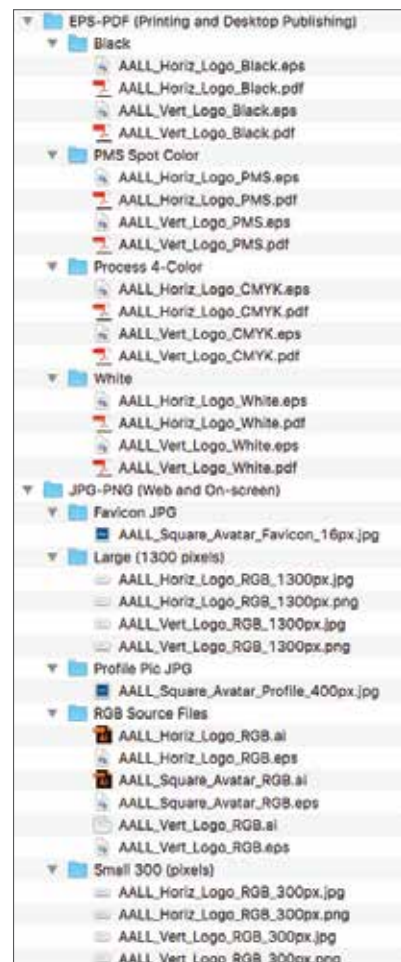 EPS-PDF (Printing and Desktop Publishing)
Black
AALL_Horiz_Logo_Black.eps
AALL_Horiz_Logo_Black.pdf
AALL_Vert_Logo_Black.eps
AALL_Vert_Logo_Black.pdf
PMS Spot Color
AALL_Horiz_Logo_PMS.eps
AALL_Horiz_Logo_PMS.pdf
AALL_Vert_Logo_PMS.eps
AALL_Vert_Logo_PMS.pdf
Process 4-Color
AALL_Horiz_Logo_CMYK.eps
AALL_Horiz_Logo_CMYK.pdf
AALL_Vert_Logo_CMYK.eps
AALL_Vert_Logo_CMYK.pdf
White
AALL_Horiz_Logo_White.eps
AALL_Horiz_Logo_White.pdf
AALL_Vert_Logo_White.eps
AALL_Vert_Logo_White.pdf
JPG-PNG (Web and On-screen)
Favicon JPG
AALL_Square_Avatar_Favicon_16px.jpg
Large (1300 pixels)
AALL_Horiz_Logo_RGB_1300px.jpg
AALL_Horiz_Logo_RGB_1300px.png
AALL_Vert_Logo_RGB_1300px.jpg
AALL_Vert_Logo_RGB_1300px.png
Profile Pic JPG
AALL_Square_Avatar_Profile_400px.jpg
RGB Source Files
AALL_Horiz_Logo_RGB.ai
AALL_Horiz_Logo_RGB.eps
AALL_Square_Avatar_RGB.ai
AALL_Square_Avatar_RGB.eps
AALL_Vert_Logo_RGB.ai
AALL_Vert_Logo_RGB.eps
Small 300 (pixels)
AALL_Horiz_Logo_RGB_300px.jpg
AALL_Horiz_Logo_RGB_300px.png
AALL_Vert_Logo_RGB_300px.jpg
AALL_Vert_Logo_RGB_300px.png